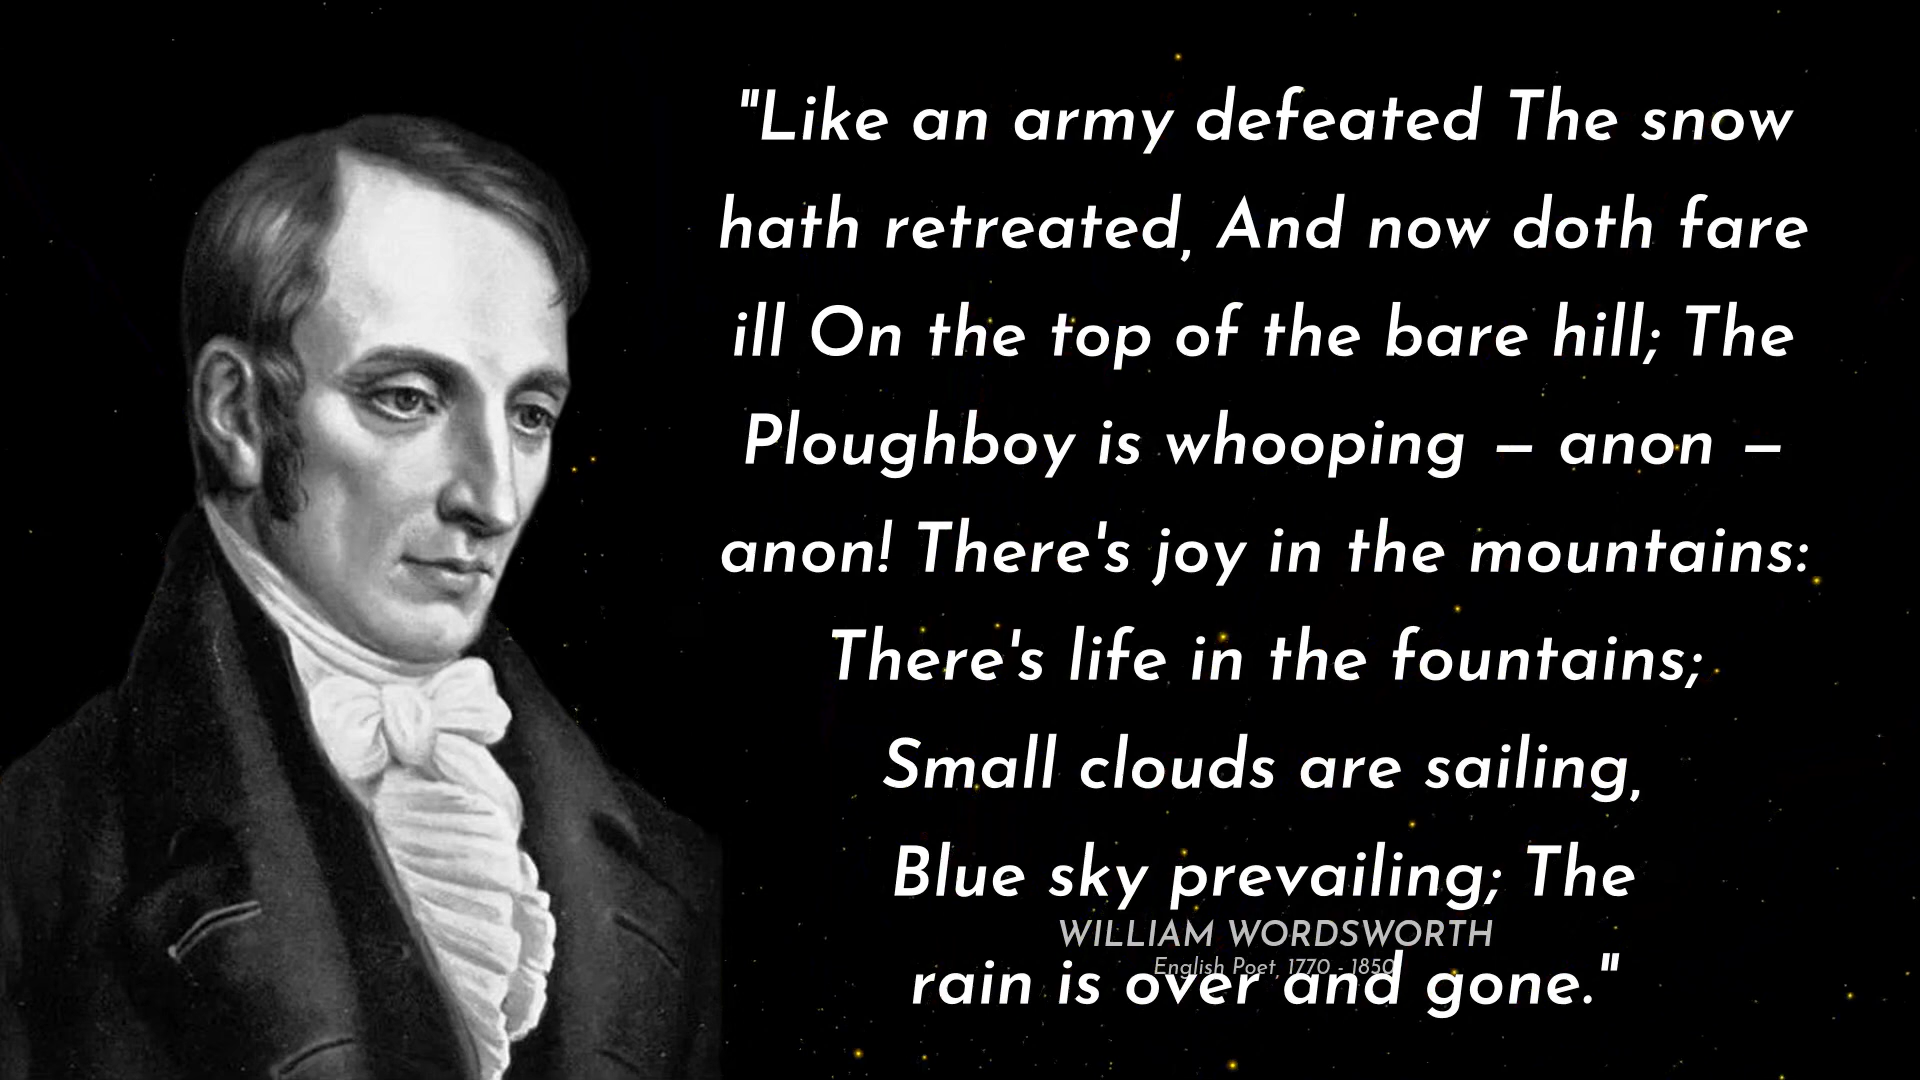 "Like an army defeated The snow
hath retreated, And now doth fare
ill On the top of the bare hill; The
Ploughboy is whooping – anon –
anon! There's joy in the mountains:
There's life in the fountains;
Small clouds are sailing,
Blue sky prevailing; The
WILLIAM WORDSWORTH
English Poet, 1770 - 1850
rain is over and gone."